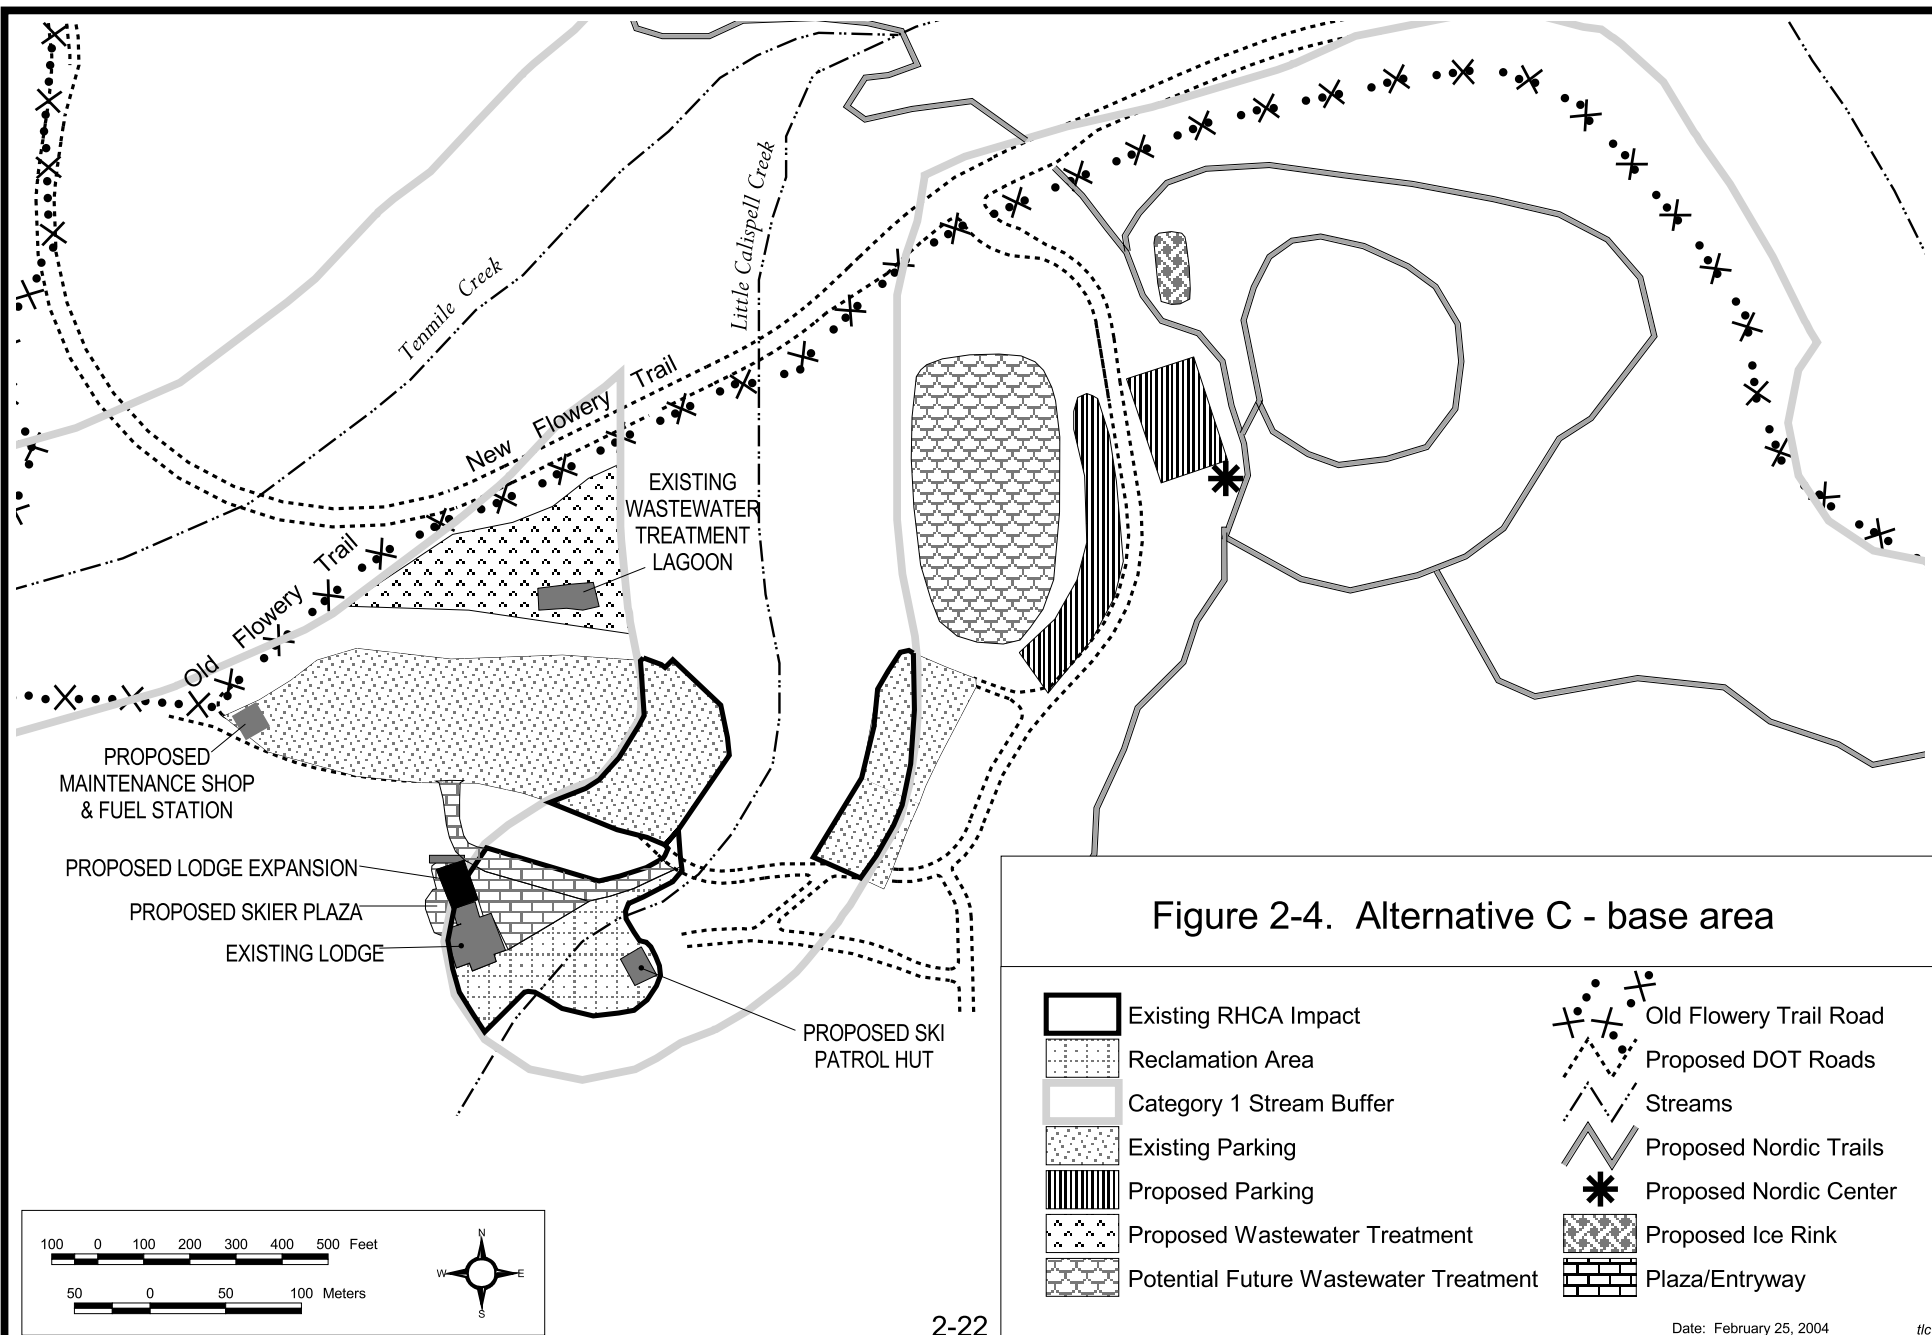 Tenmile Creek
Little Calispell Creek
New Flowery Trail
Old Flowery Trail
EXISTING
WASTEWATER
TREATMENT
LAGOON
PROPOSED
MAINTENANCE SHOP
& FUEL STATION
PROPOSED LODGE EXPANSION
PROPOSED SKIER PLAZA
EXISTING LODGE
PROPOSED SKI
PATROL HUT
Figure 2-4. Alternative C - base area
Existing RHCA Impact
Reclamation Area
Category 1 Stream Buffer
Existing Parking
Proposed Parking
Proposed Wastewater Treatment
Potential Future Wastewater Treatment
Old Flowery Trail Road
Proposed DOT Roads
Streams
Proposed Nordic Trails
Proposed Nordic Center
Proposed Ice Rink
Plaza/Entryway
100 0 100 200 300 400 500 Feet
50 0 50 100 Meters
N
W E
S
2-22
Date: February 25, 2004 tlc